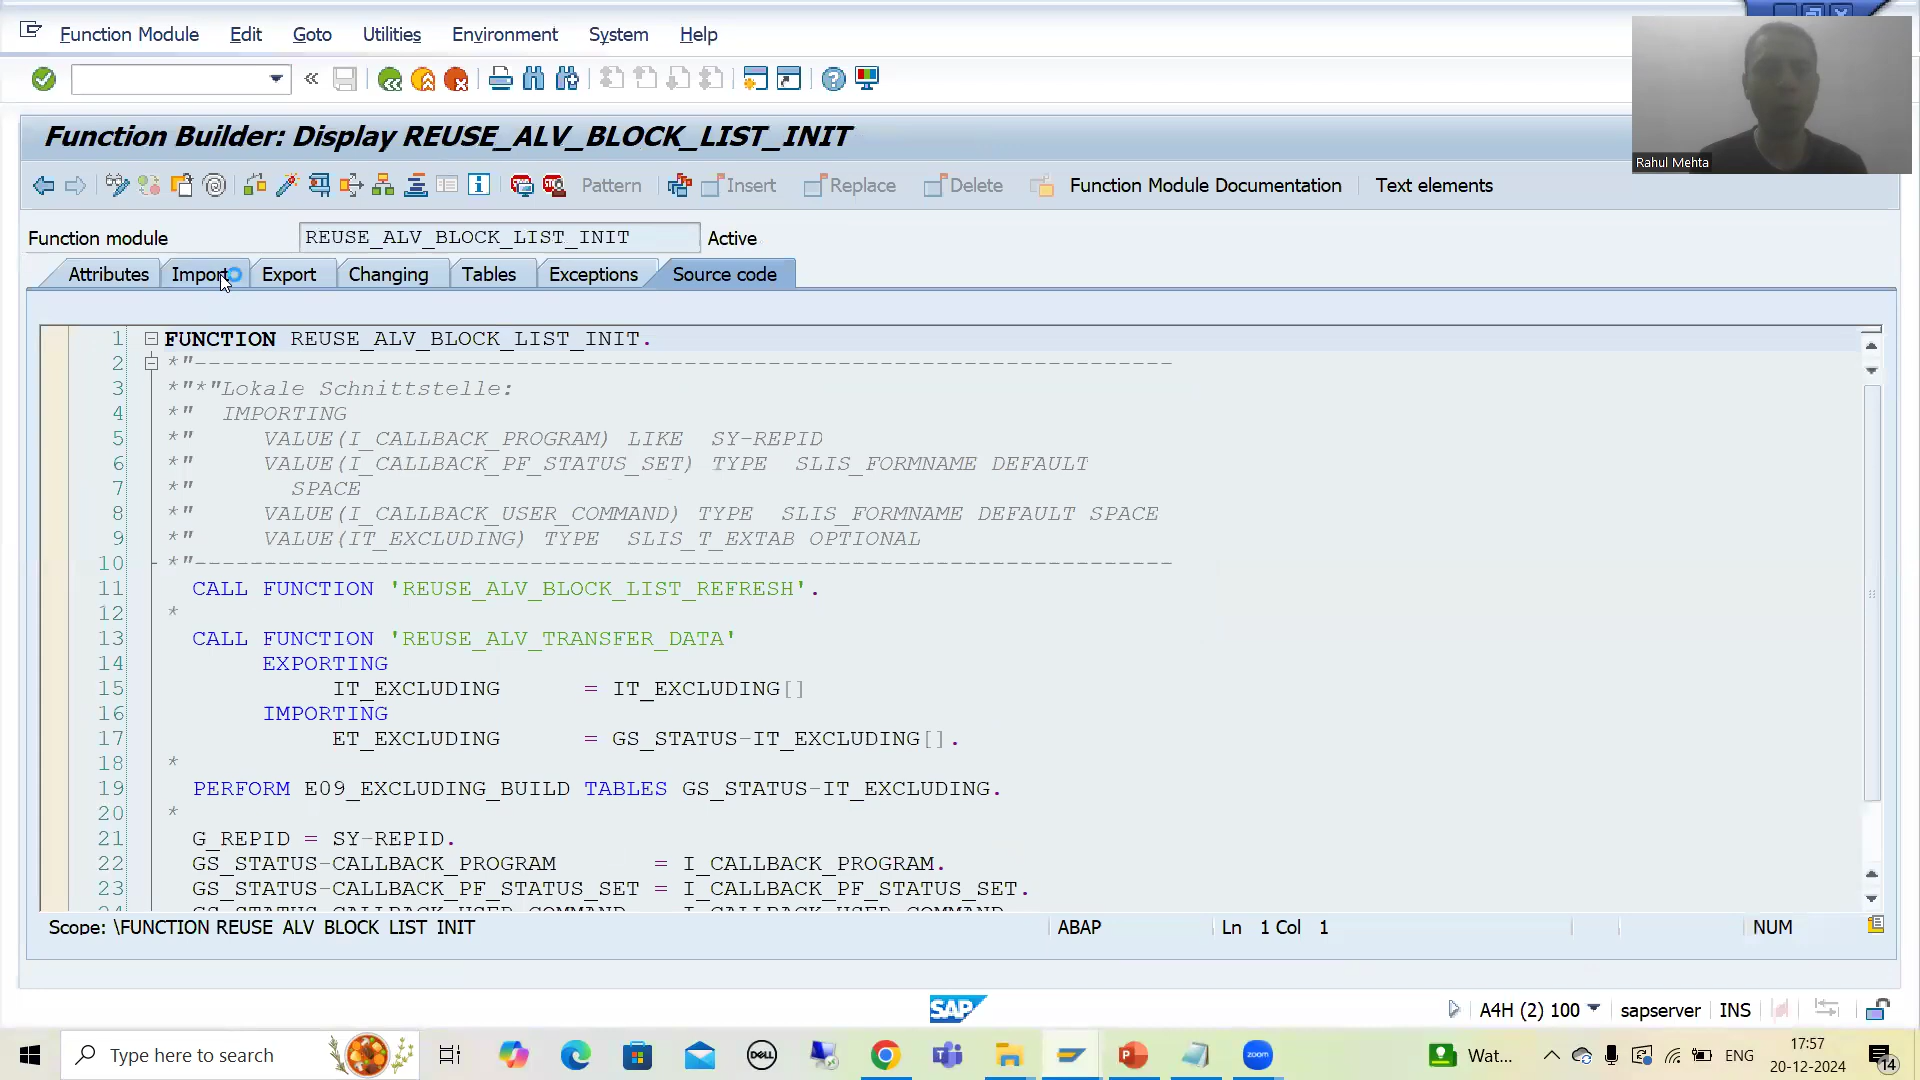 Function Module Edit Goto Utilities Environment System Help
Rahul Mehta
Function Builder: Display REUSE_ALV_BLOCK_LIST_INIT
Pattern Insert Replace Delete Function Module Documentation Text elements
Function module REUSE_ALV_BLOCK_LIST_INIT Active
Attributes Import Export Changing Tables Exceptions Source code
1 FUNCTION REUSE_ALV_BLOCK_LIST_INIT.
2 *"----------------------------------------------------------------------
3 *"*"Lokale Schnittstelle:
4 *" IMPORTING
5 *" VALUE(I_CALLBACK_PROGRAM) LIKE SY-REPID
6 *" VALUE(I_CALLBACK_PF_STATUS_SET) TYPE SLIS_FORMNAME DEFAULT
7 *" SPACE
8 *" VALUE(I_CALLBACK_USER_COMMAND) TYPE SLIS_FORMNAME DEFAULT SPACE
9 *" VALUE(IT_EXCLUDING) TYPE SLIS_T_EXTAB OPTIONAL
10 *"----------------------------------------------------------------------
11 CALL FUNCTION 'REUSE_ALV_BLOCK_LIST_REFRESH'.
12 *
13 CALL FUNCTION 'REUSE_ALV_TRANSFER_DATA'
14 EXPORTING
15 IT_EXCLUDING = IT_EXCLUDING[]
16 IMPORTING
17 ET_EXCLUDING = GS_STATUS-IT_EXCLUDING[].
18 *
19 PERFORM E09_EXCLUDING_BUILD TABLES GS_STATUS-IT_EXCLUDING.
20 *
21 G_REPID = SY-REPID.
22 GS_STATUS-CALLBACK_PROGRAM = I_CALLBACK_PROGRAM.
23 GS_STATUS-CALLBACK_PF_STATUS_SET = I_CALLBACK_PF_STATUS_SET.
Scope: \FUNCTION REUSE_ALV_BLOCK_LIST_INIT ABAP Ln 1 Col 1 NUM
SAP A4H (2) 100 sapserver INS
Type here to search DELL zoom Wat... ENG 17:57
20-12-2024 14